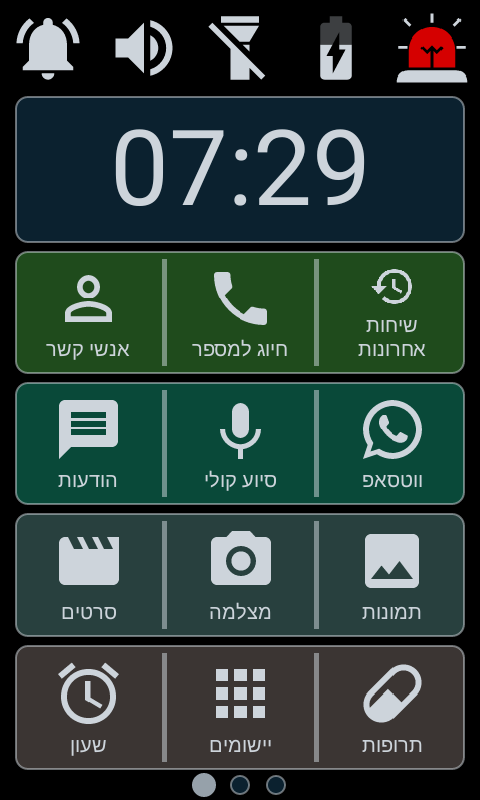 07:29
שיחות
אחרונות
חיוג למספר
אנשי קשר
ווטסאפ
סיוע קולי
הודעות
תמונות
מצלמה
סרטים
תרופות
יישומים
שעון